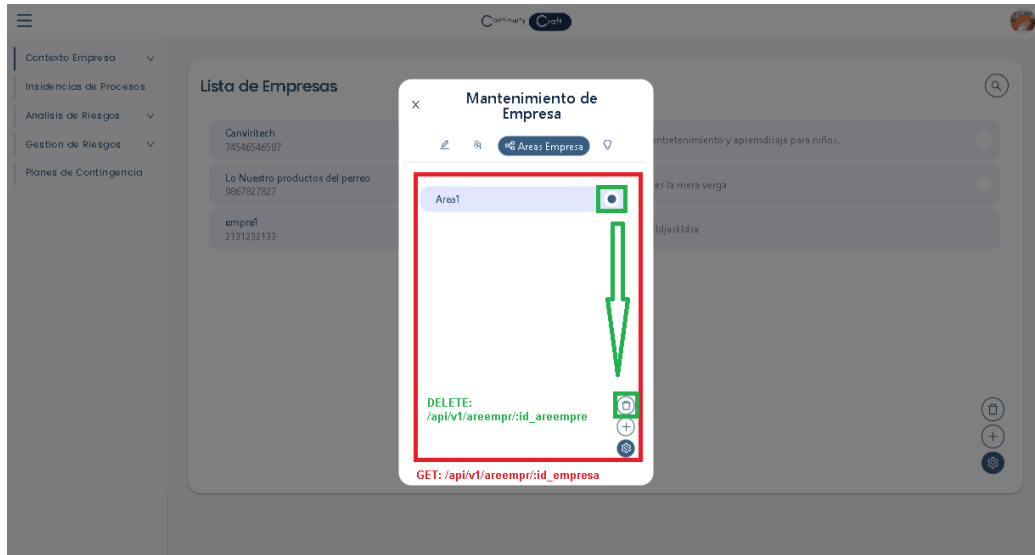 Continuity Craft
Contexto Empresa
Insidencias de Procesos
Analisis de Riesgos
Gestion de Riesgos
Planes de Contingencia
Lista de Empresas
Canviritech
74546546587
entretenimiento y apremdisaje para niños.
Lo Nuestro productos del perreo
9867827827
es la mera verga
empre1
2131232133
ldjaskldsa
X
Mantenimiento de
Empresa
Areas Empresa
Area1
DELETE:
/api/v1/areempr/:id_areempre
GET: /api/v1/areempr/:id_empresa